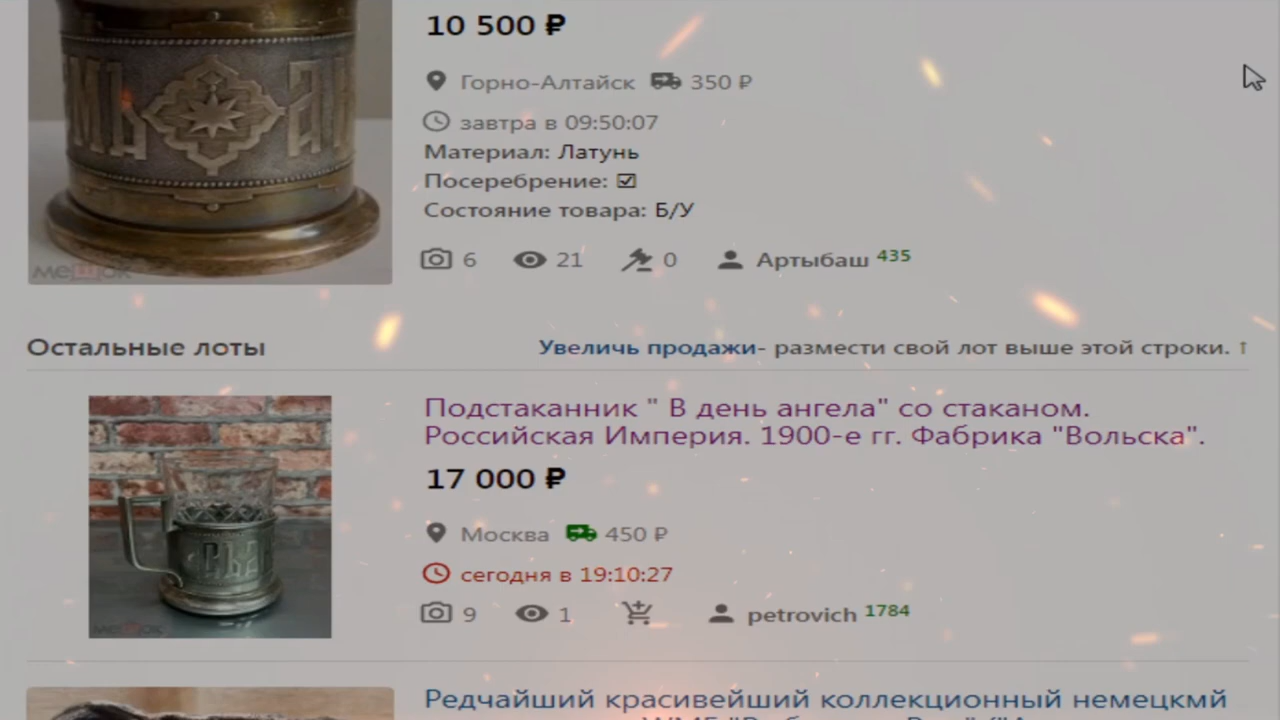 10 500 ₽
Горно-Алтайск 350 ₽
завтра в 09:50:07
Материал: Латунь
Посеребрение: ☑
Состояние товара: Б/У
6 21 0 Артыбаш 435
мешок
Остальные лоты
Увеличь продажи- размести свой лот выше этой строки. ↑
Подстаканник " В день ангела" со стаканом.
Российская Империя. 1900-е гг. Фабрика "Вольска".
17 000 ₽
Москва 450 ₽
сегодня в 19:10:27
9 1 petrovich 1784
мешок
Редчайший красивейший коллекционный немецкмй